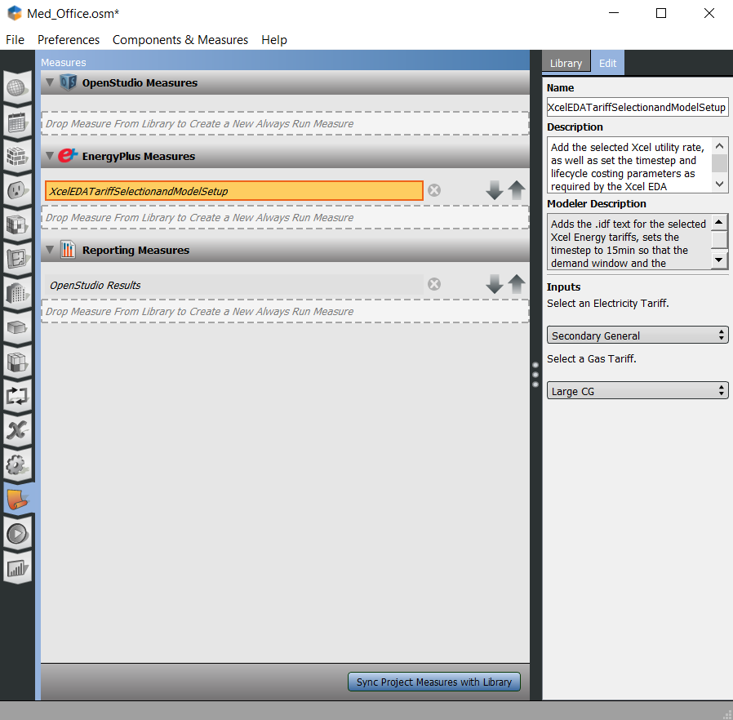 Med_Office.osm*
File Preferences Components & Measures Help
Measures
OpenStudio Measures
Drop Measure From Library to Create a New Always Run Measure
EnergyPlus Measures
XcelEDATariffSelectionandModelSetup
Drop Measure From Library to Create a New Always Run Measure
Reporting Measures
OpenStudio Results
Drop Measure From Library to Create a New Always Run Measure
Sync Project Measures with Library
Library Edit
Name
XcelEDATariffSelectionandModelSetup
Description
Add the selected Xcel utility rate,
as well as set the timestep and
lifecycle costing parameters as
required by the Xcel EDA
Modeler Description
Adds the .idf text for the selected
Xcel Energy tariffs, sets the
timestep to 15min so that the
demand window and the
Inputs
Select an Electricity Tariff.
Secondary General
Select a Gas Tariff.
Large CG